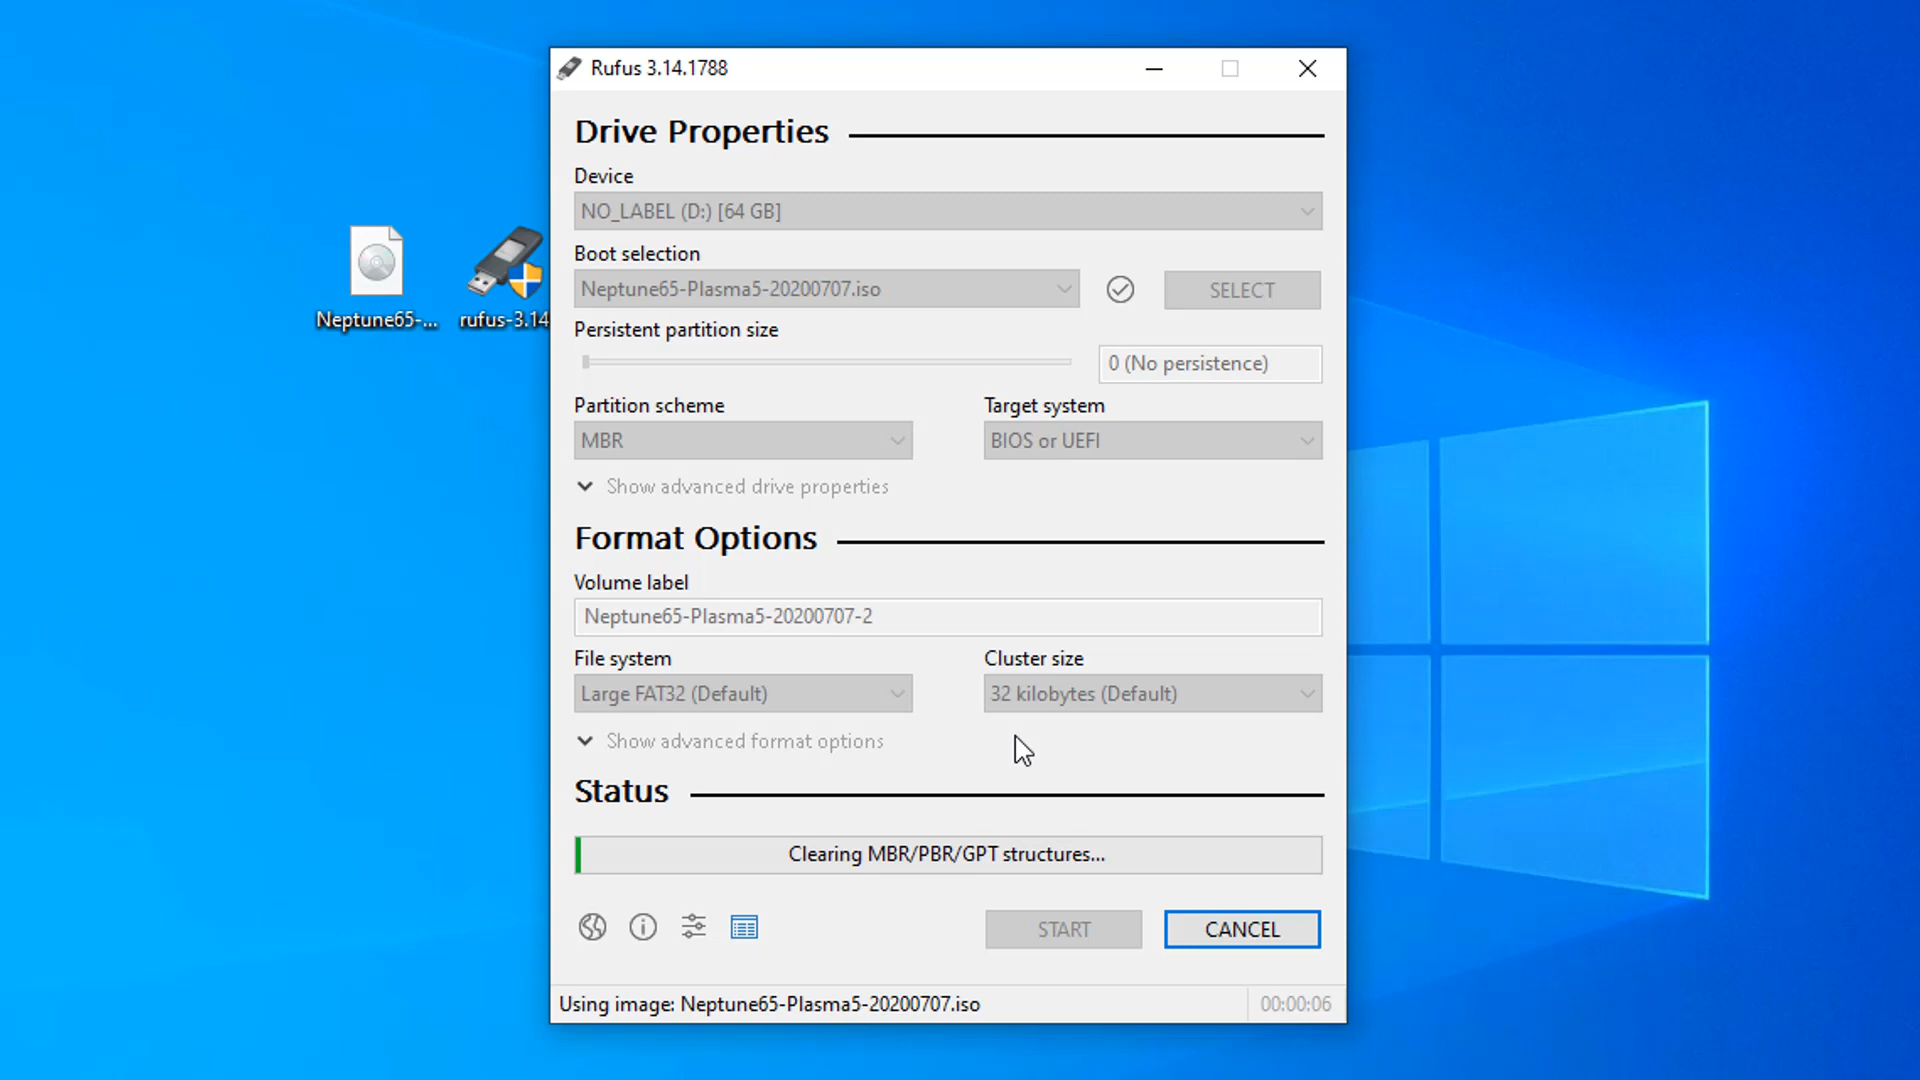 Rufus 3.14.1788
Drive Properties
Device
NO_LABEL (D:) [64 GB]
Boot selection
Neptune65-Plasma5-20200707.iso
SELECT
Persistent partition size
0 (No persistence)
Partition scheme
Target system
MBR
BIOS or UEFI
Show advanced drive properties
Format Options
Volume label
Neptune65-Plasma5-20200707-2
File system
Cluster size
Large FAT32 (Default)
32 kilobytes (Default)
Show advanced format options
Status
Clearing MBR/PBR/GPT structures...
START
CANCEL
Using image: Neptune65-Plasma5-20200707.iso
00:00:06
Neptune65-...
rufus-3.14